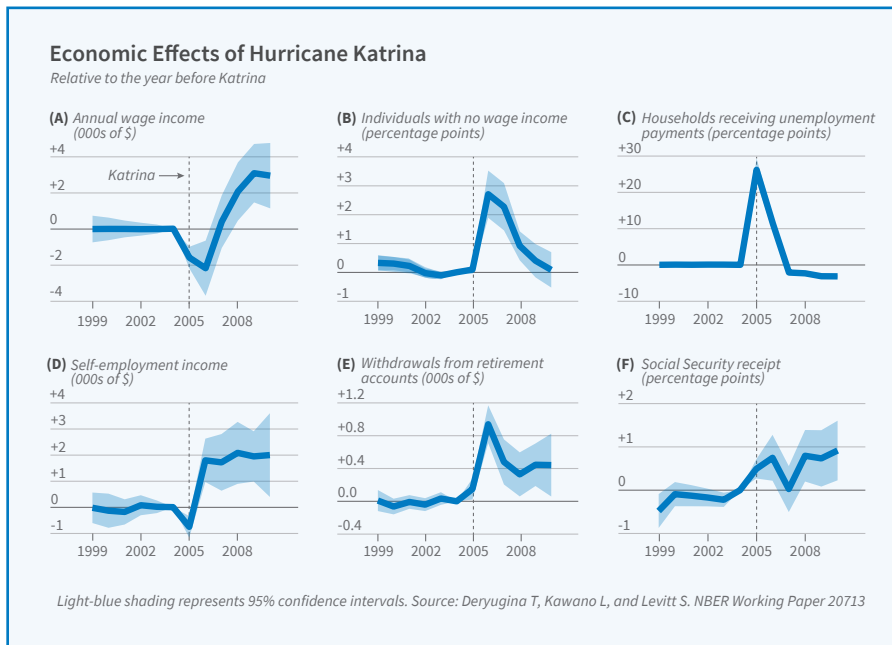 Economic Effects of Hurricane Katrina
Relative to the year before Katrina
(A) Annual wage income
(000s of $)
+4
+2
0
-2
-4
Katrina
1999 2002 2005 2008
(B) Individuals with no wage income
(percentage points)
+4
+3
+2
+1
0
-1
1999 2002 2005 2008
(C) Households receiving unemployment
payments (percentage points)
+30
+20
+10
0
-10
1999 2002 2005 2008
(D) Self-employment income
(000s of $)
+4
+3
+2
+1
0
-1
1999 2002 2005 2008
(E) Withdrawals from retirement
accounts (000s of $)
+1.2
+0.8
+0.4
0.0
-0.4
1999 2002 2005 2008
(F) Social Security receipt
(percentage points)
+2
+1
0
-1
1999 2002 2005 2008
Light-blue shading represents 95% confidence intervals. Source: Deryugina T, Kawano L, and Levitt S. NBER Working Paper 20713